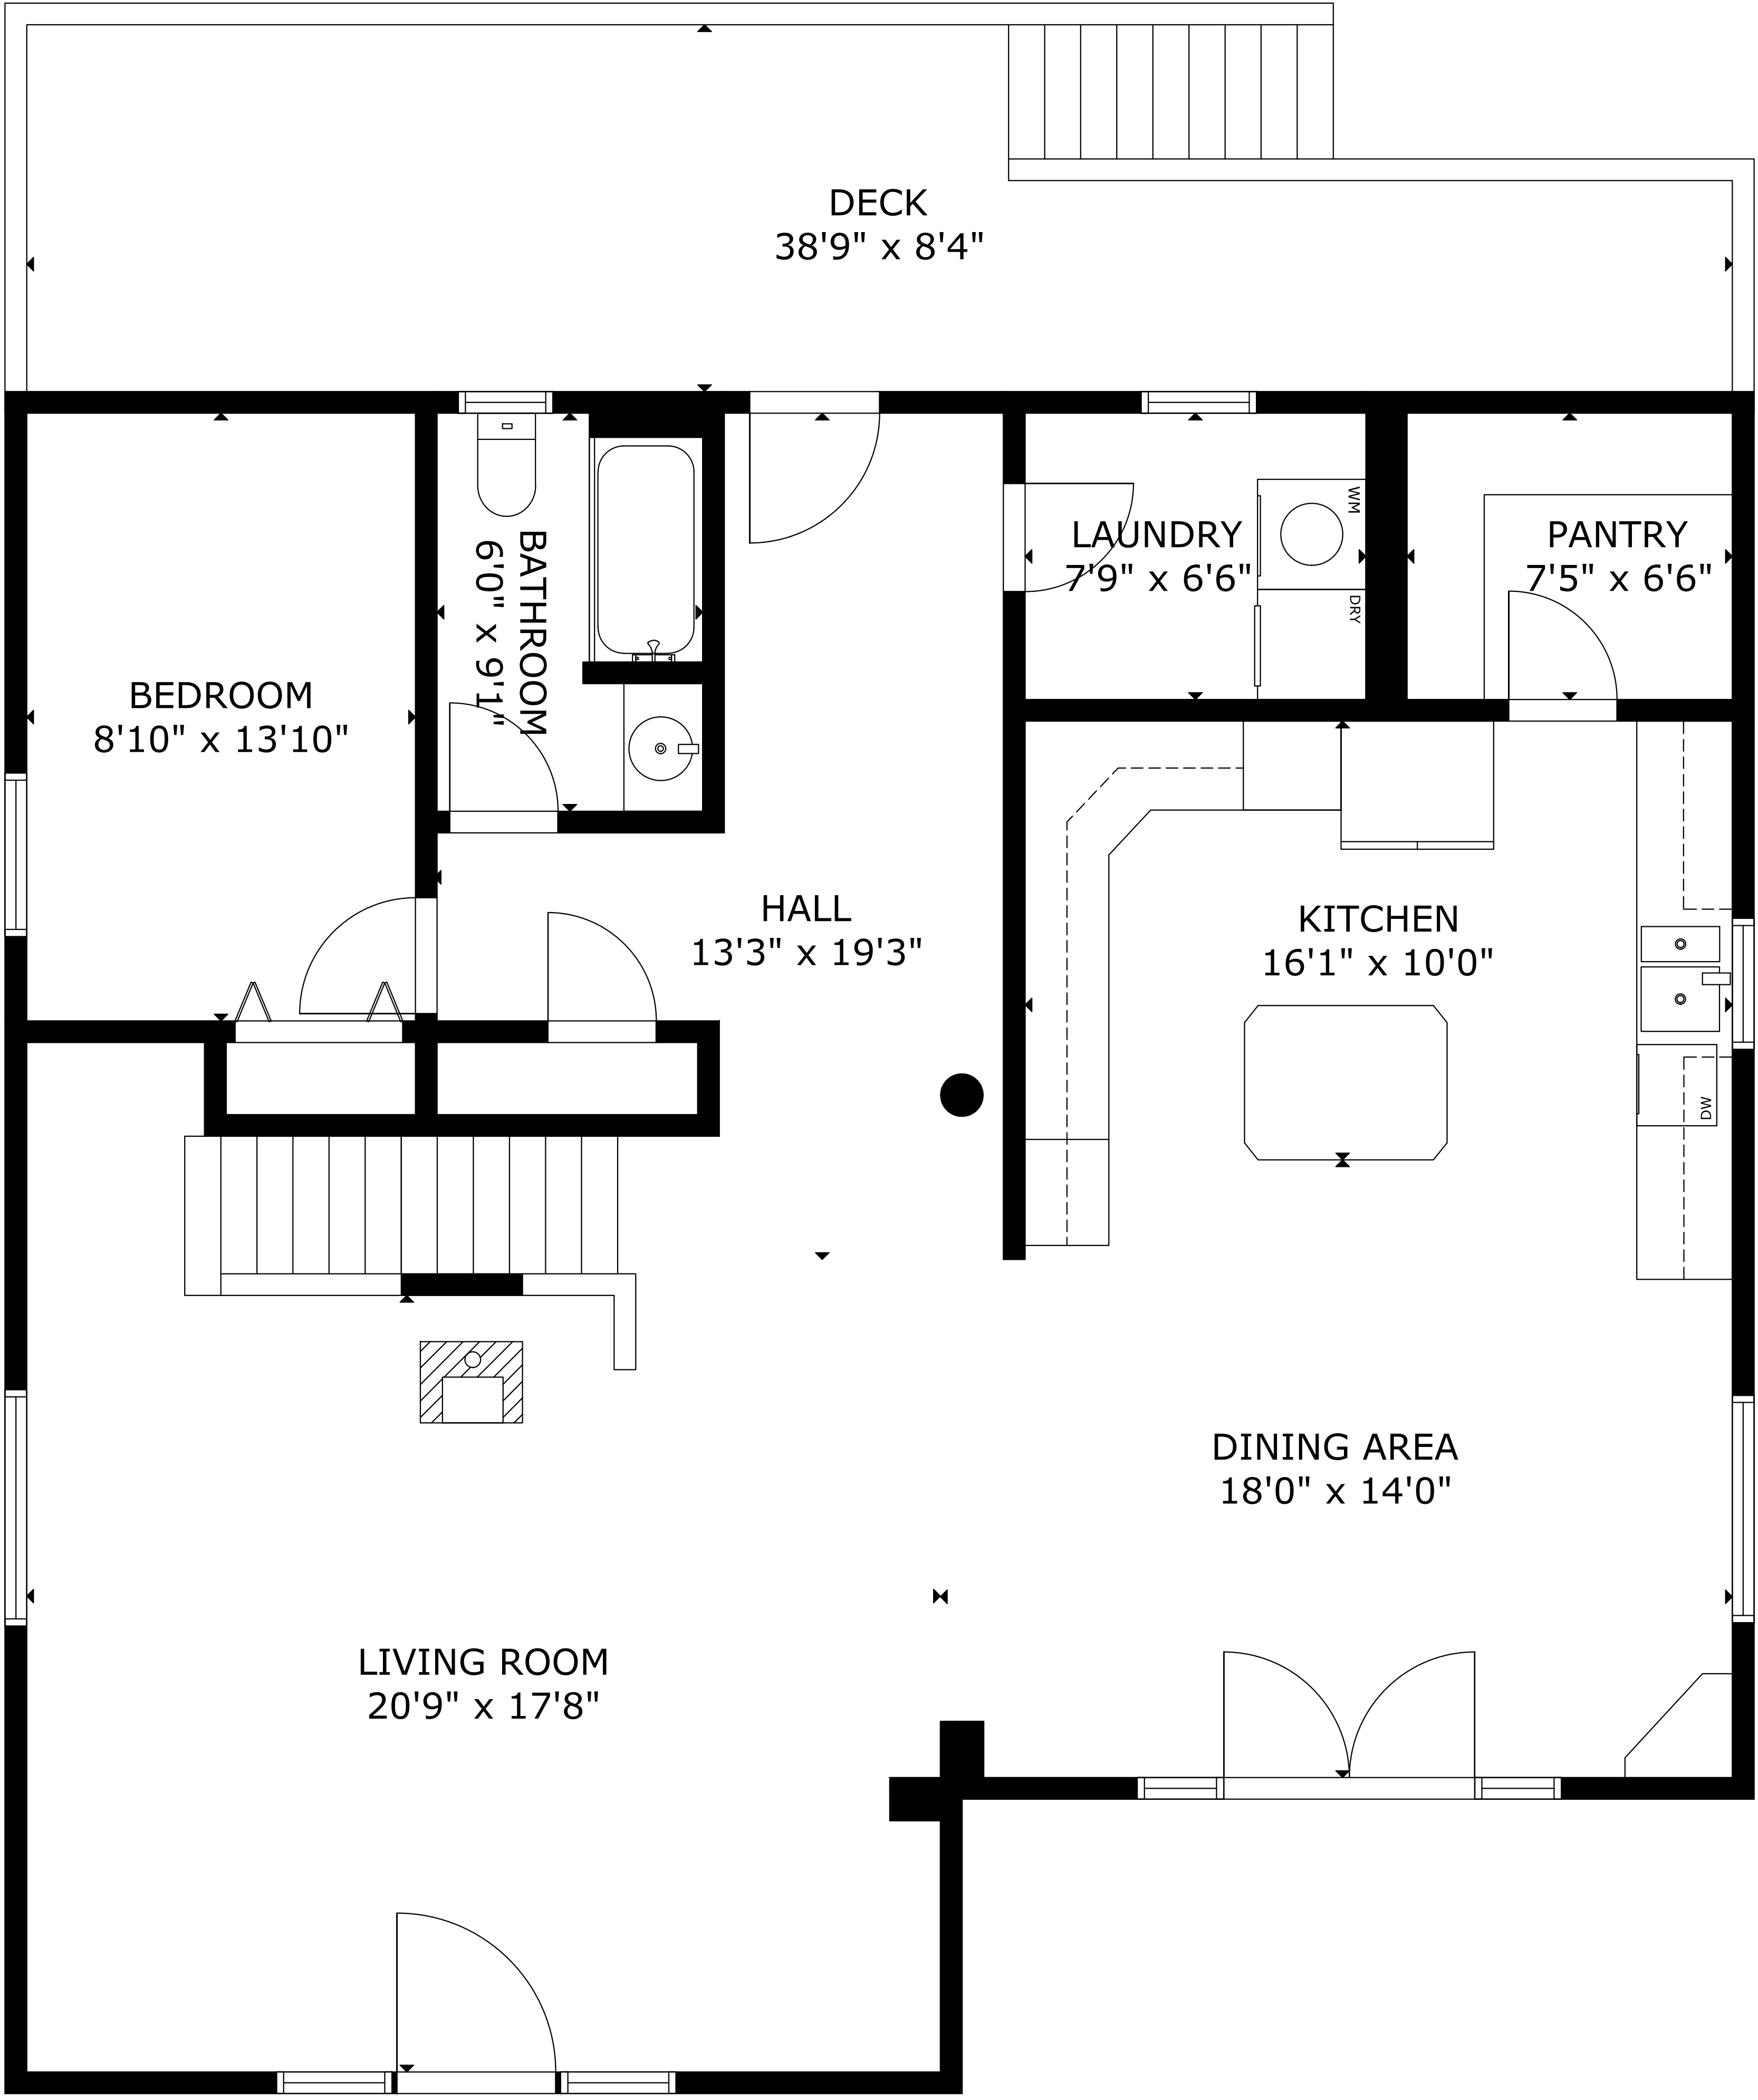 DECK
38'9" x 8'4"
LAUNDRY
7'9" x 6'6"
WM
DRY
PANTRY
7'5" x 6'6"
BATHROOM
6'0" x 9'1"
BEDROOM
8'10" x 13'10"
HALL
13'3" x 19'3"
KITCHEN
16'1" x 10'0"
DW
DINING AREA
18'0" x 14'0"
LIVING ROOM
20'9" x 17'8"